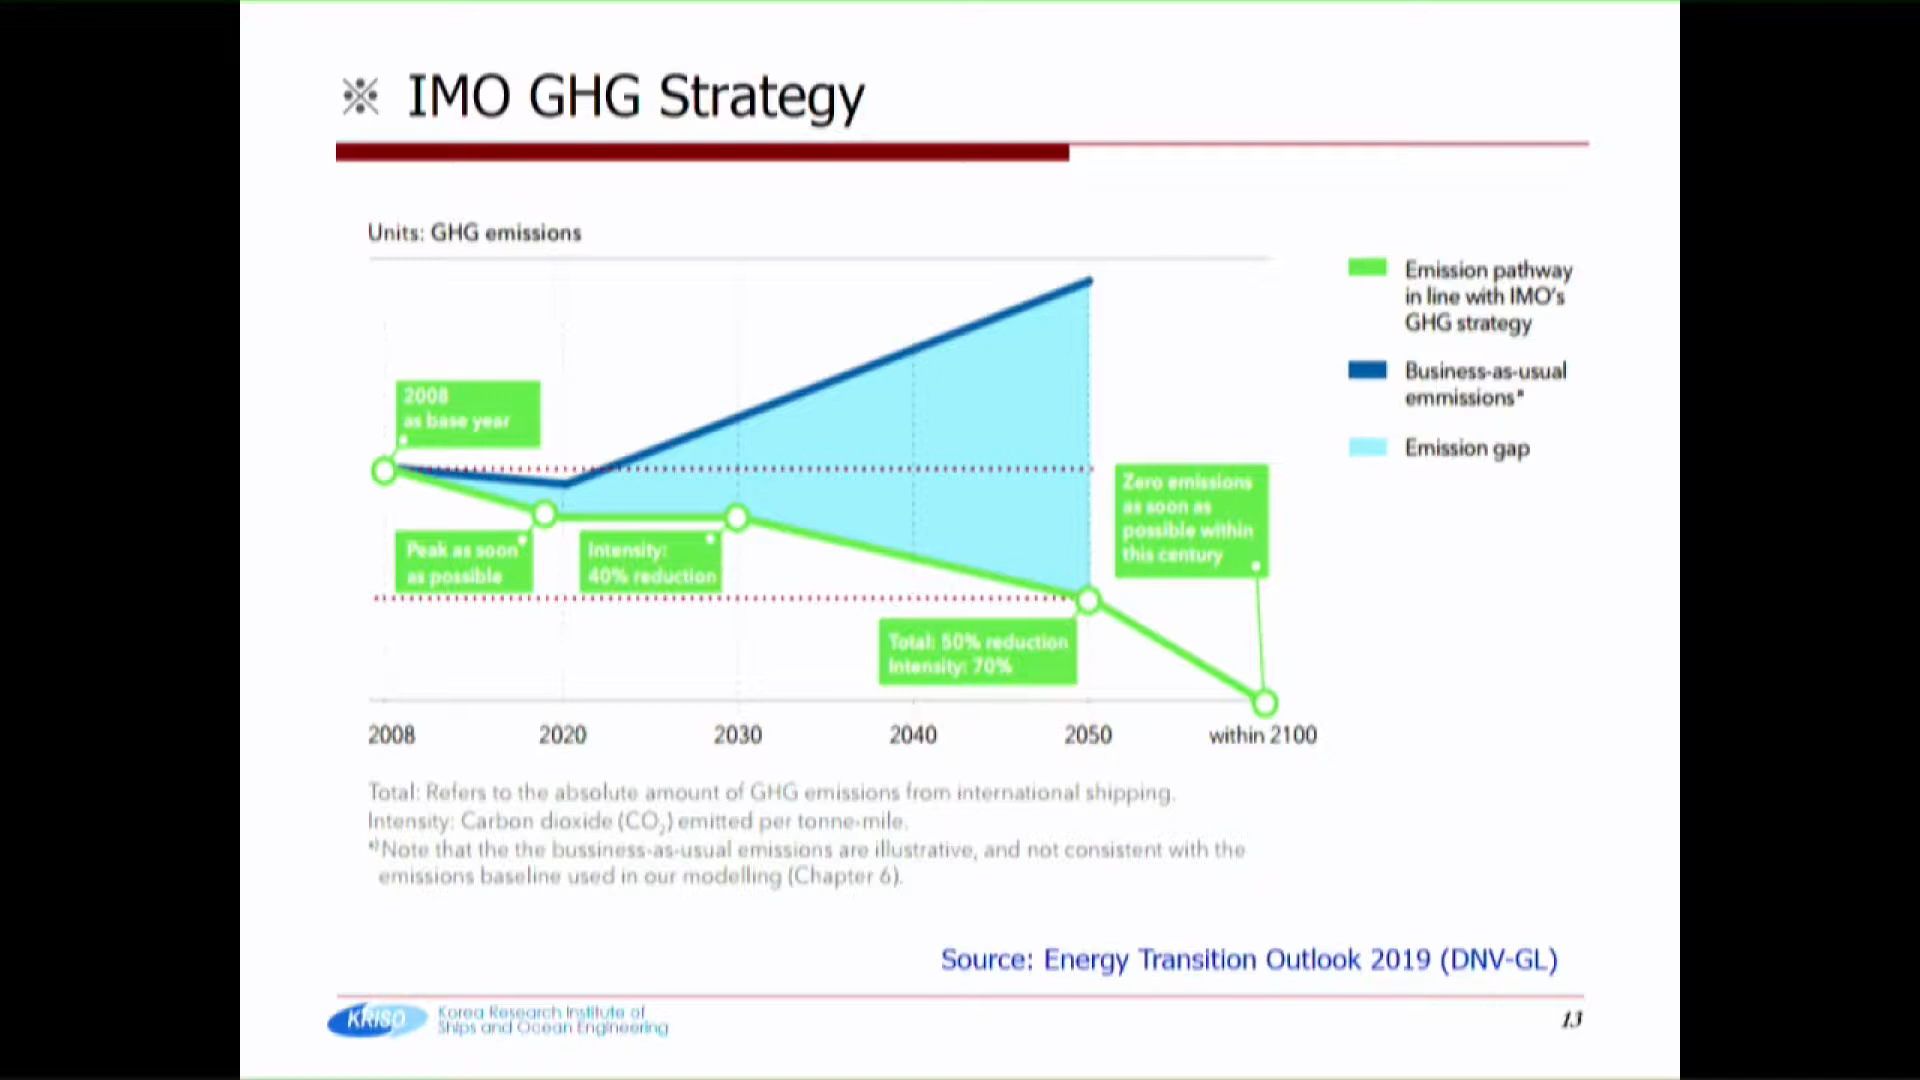 ※ IMO GHG Strategy
Units: GHG emissions
Emission pathway
in line with IMO's
GHG strategy
Business-as-usual
emmissions*
Emission gap
2008
as base year
Peak as soon
as possible
Intensity:
40% reduction
Total: 50% reduction
Intensity: 70%
Zero emissions
as soon as
possible within
this century
2008 2020 2030 2040 2050 within 2100
Total: Refers to the absolute amount of GHG emissions from international shipping.
Intensity: Carbon dioxide (CO₂) emitted per tonne-mile.
*)Note that the the bussiness-as-usual emissions are illustrative, and not consistent with the
emissions baseline used in our modelling (Chapter 6).
Source: Energy Transition Outlook 2019 (DNV-GL)
KRISO
Korea Research Institute of
Ships and Ocean Engineering
13